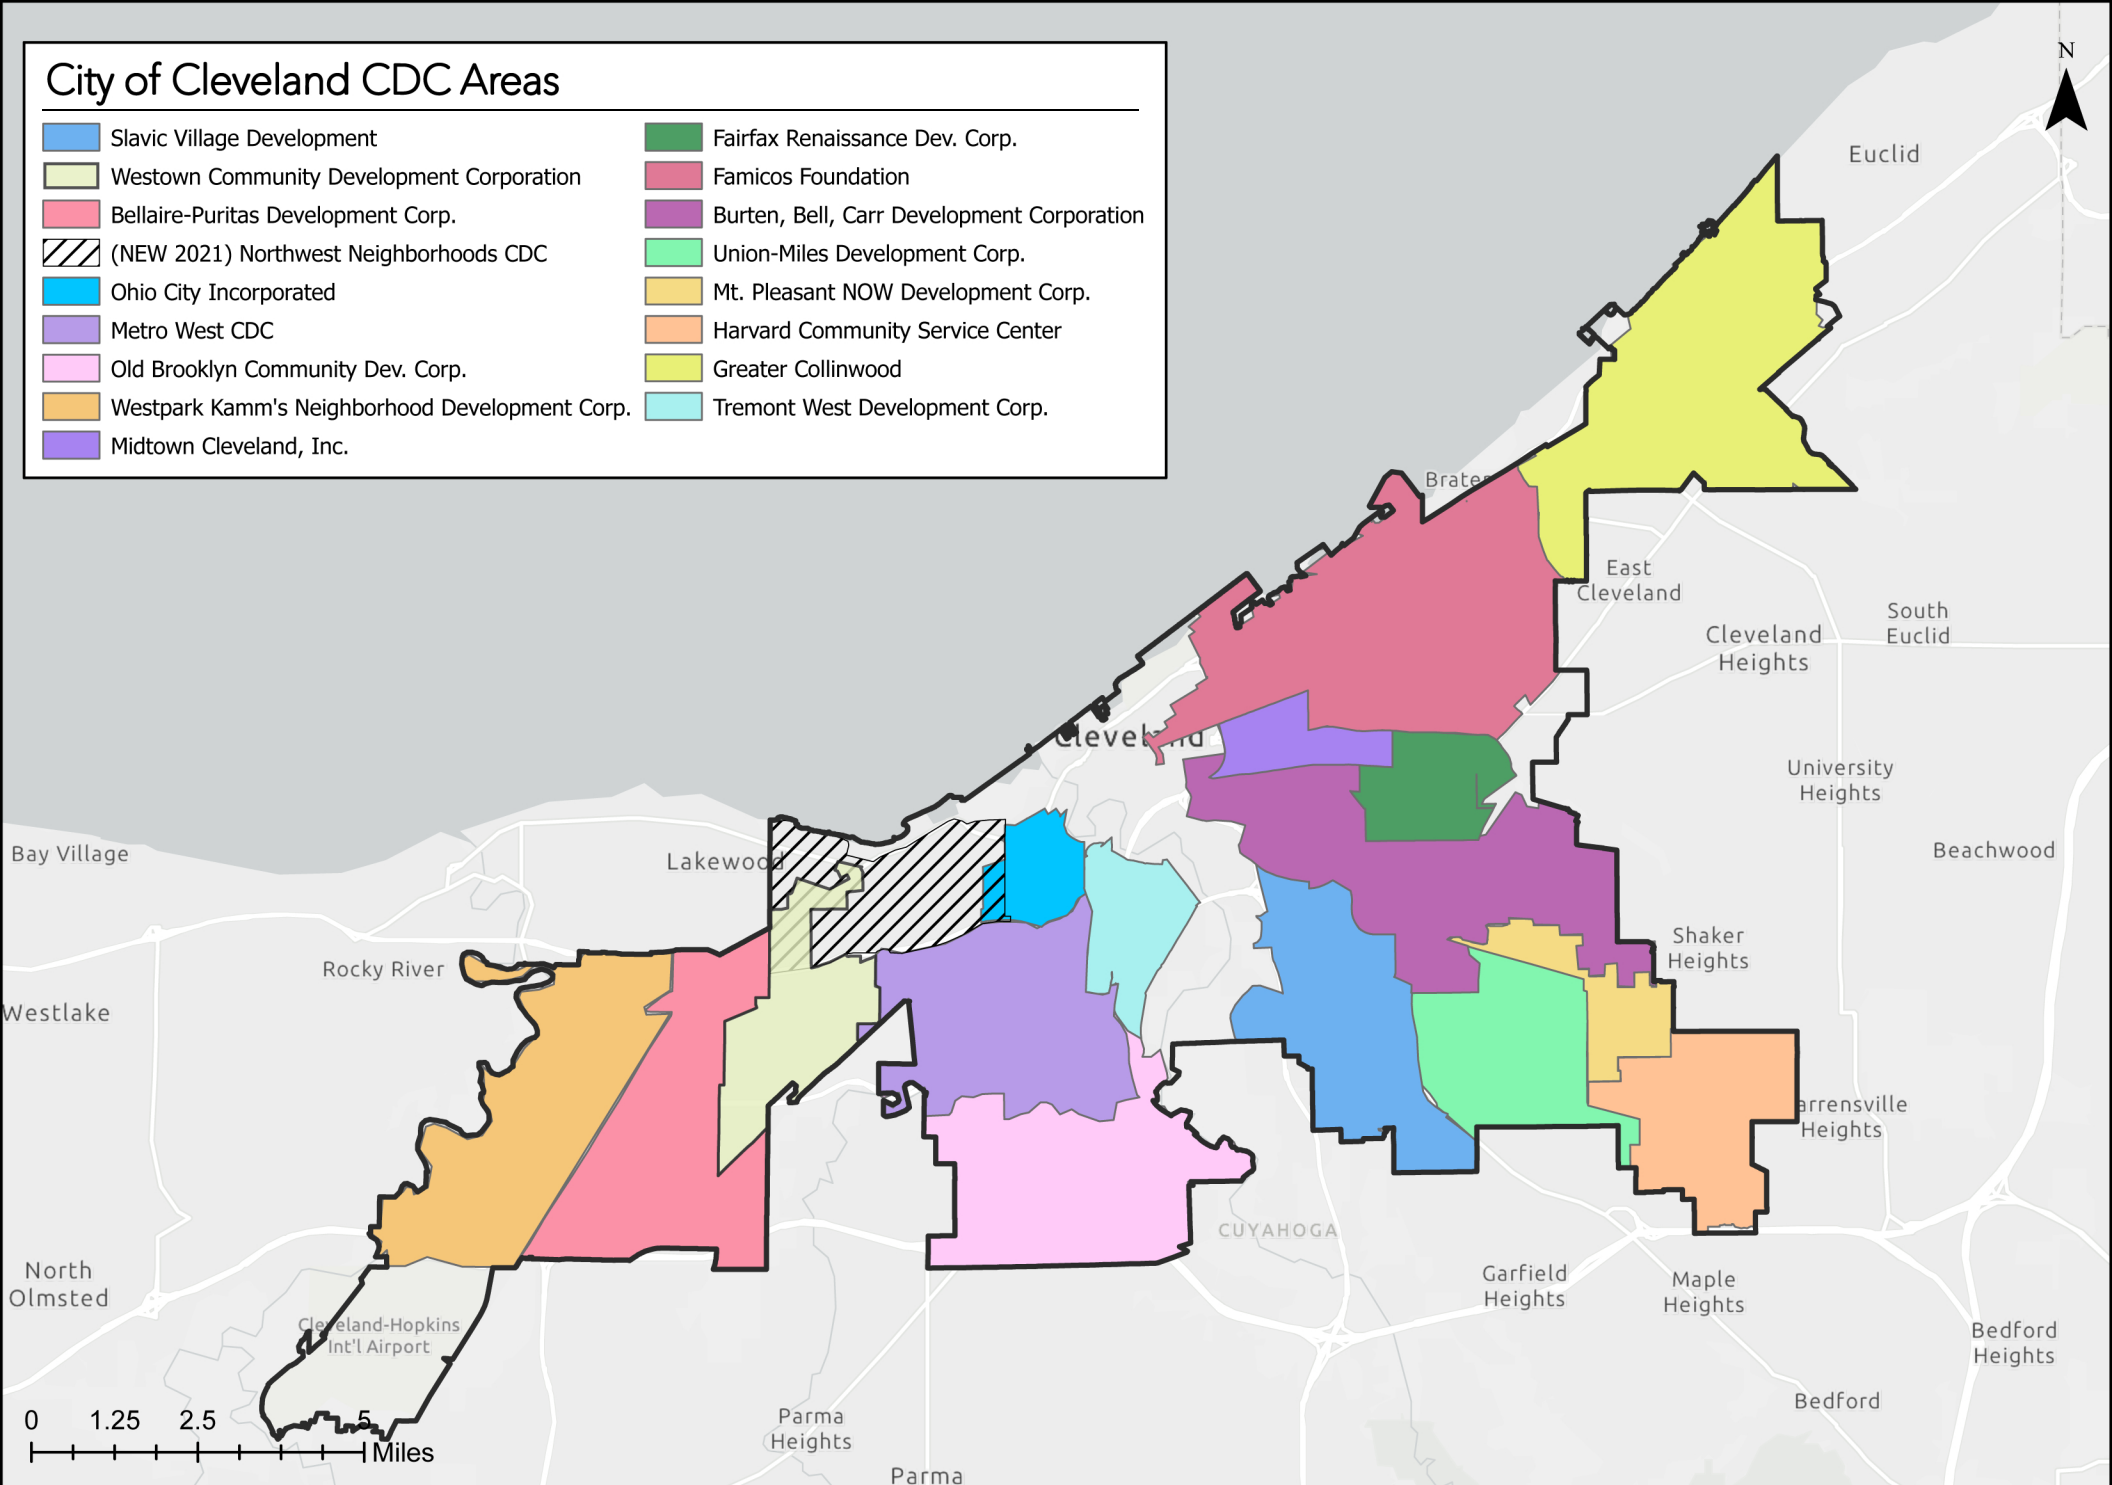 City of Cleveland CDC Areas
Slavic Village Development
Westown Community Development Corporation
Bellaire-Puritas Development Corp.
(NEW 2021) Northwest Neighborhoods CDC
Ohio City Incorporated
Metro West CDC
Old Brooklyn Community Dev. Corp.
Westpark Kamm's Neighborhood Development Corp.
Midtown Cleveland, Inc.
Fairfax Renaissance Dev. Corp.
Famicos Foundation
Burten, Bell, Carr Development Corporation
Union-Miles Development Corp.
Mt. Pleasant NOW Development Corp.
Harvard Community Service Center
Greater Collinwood
Tremont West Development Corp.
N
Euclid
Brate
East
Cleveland
South
Euclid
Cleveland
Heights
Cleveland
University
Heights
Bay Village
Lakewood
Beachwood
Shaker
Heights
Rocky River
Westlake
arrensville
Heights
CUYAHOGA
North
Olmsted
Garfield
Heights
Maple
Heights
Cleveland-Hopkins
Int'l Airport
Bedford
Heights
Bedford
Parma
Heights
Parma
0 1.25 2.5 5
Miles